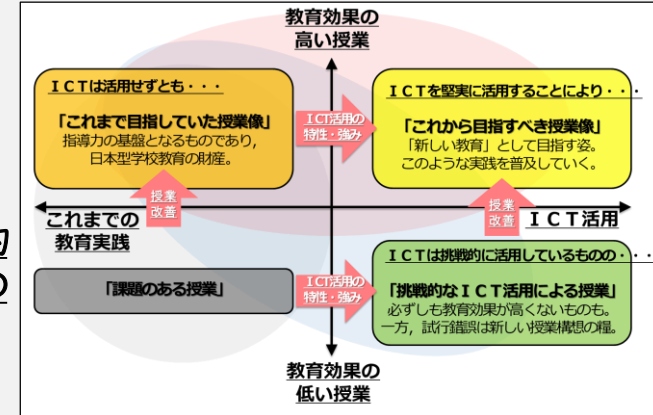 教育効果の
高い授業
ＩＣＴは活用せずとも・・・
「これまで目指していた授業像」
指導力の基盤となるものであり，
日本型学校教育の財産。
ＩＣＴ活用の
特性・強み
ＩＣＴを堅実に活用することにより・・・
「これから目指すべき授業像」
「新しい教育」として目指す姿。
このような実践を普及していく。
授業
改善
授業
改善
これまでの
教育実践
ＩＣＴ活用
的
の
「課題のある授業」
ＩＣＴ活用の
特性・強み
ＩＣＴは挑戦的に活用しているものの・・・
「挑戦的なＩＣＴ活用による授業」
必ずしも教育効果が高くないものも。
一方，試行錯誤は新しい授業構想の糧。
教育効果の
低い授業